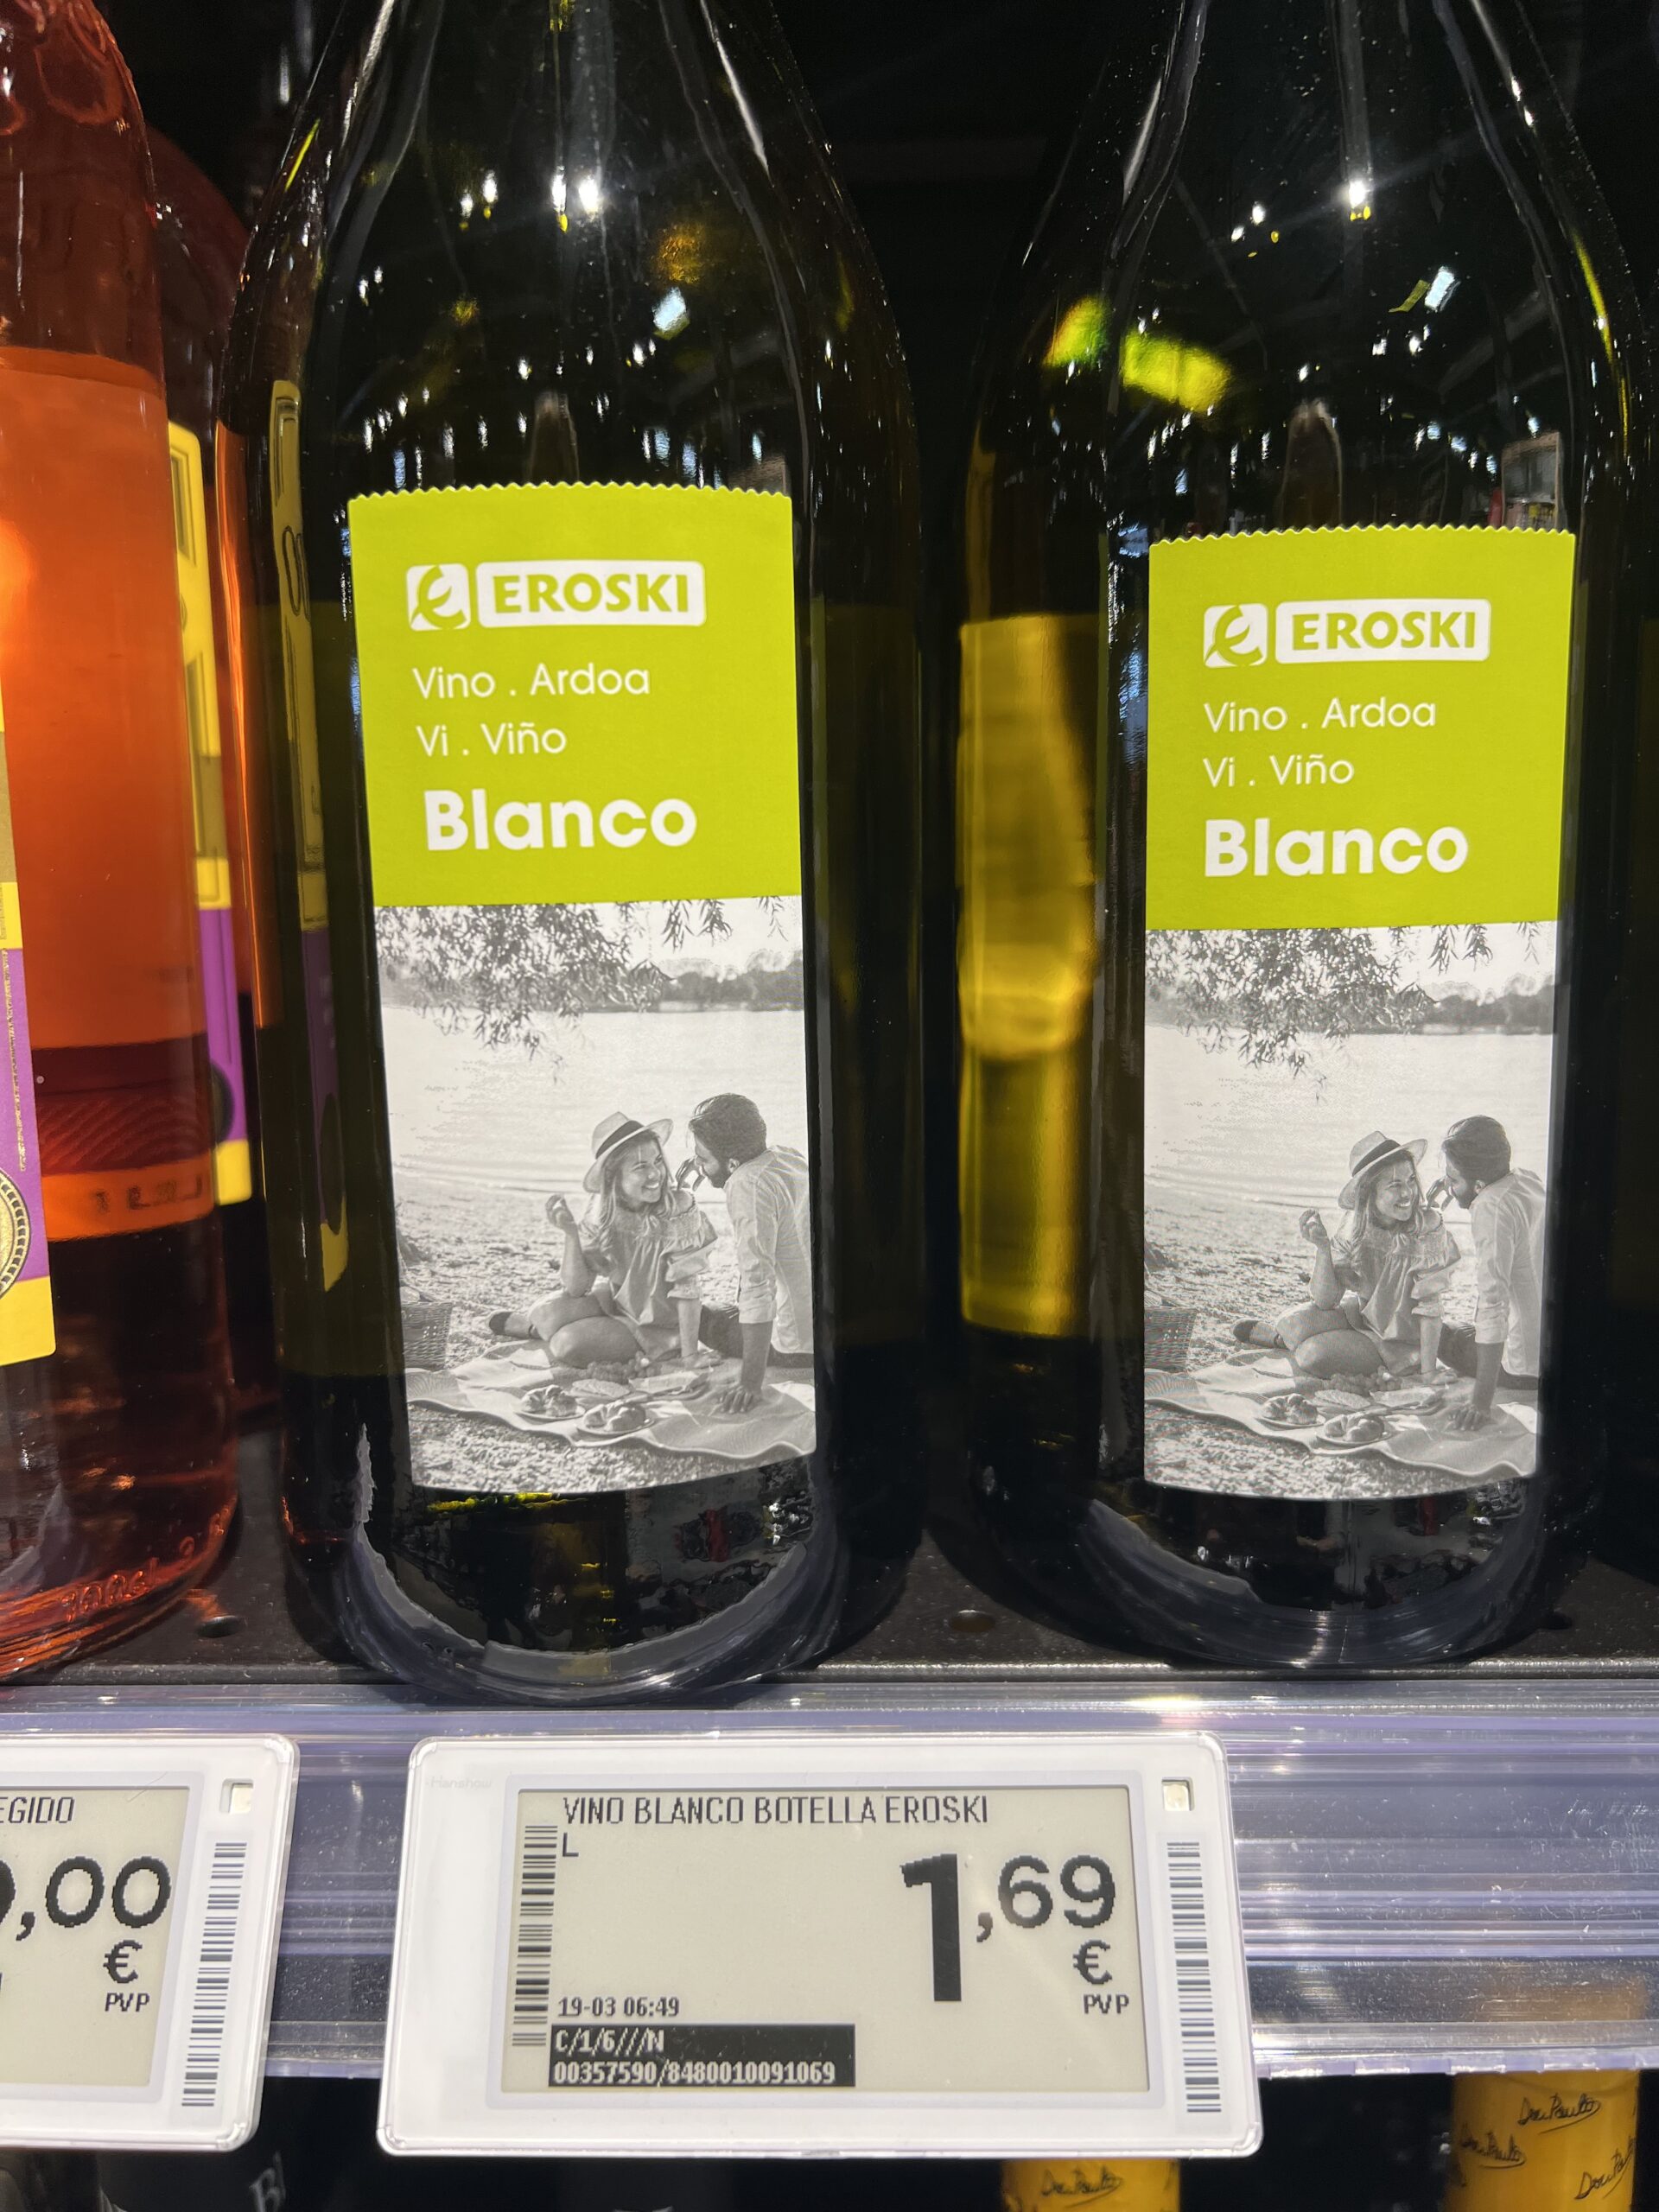 EROSKI
Vino . Ardoa
Vi . Viño
Blanco
EROSKI
Vino . Ardoa
Vi . Viño
Blanco
Hanshow
EGIDO
,00
€
PVP
VINO BLANCO BOTELLA EROSKI
L
1,69
€
PVP
19-03 06:49
C/1/6///N
00357590/8480010091069